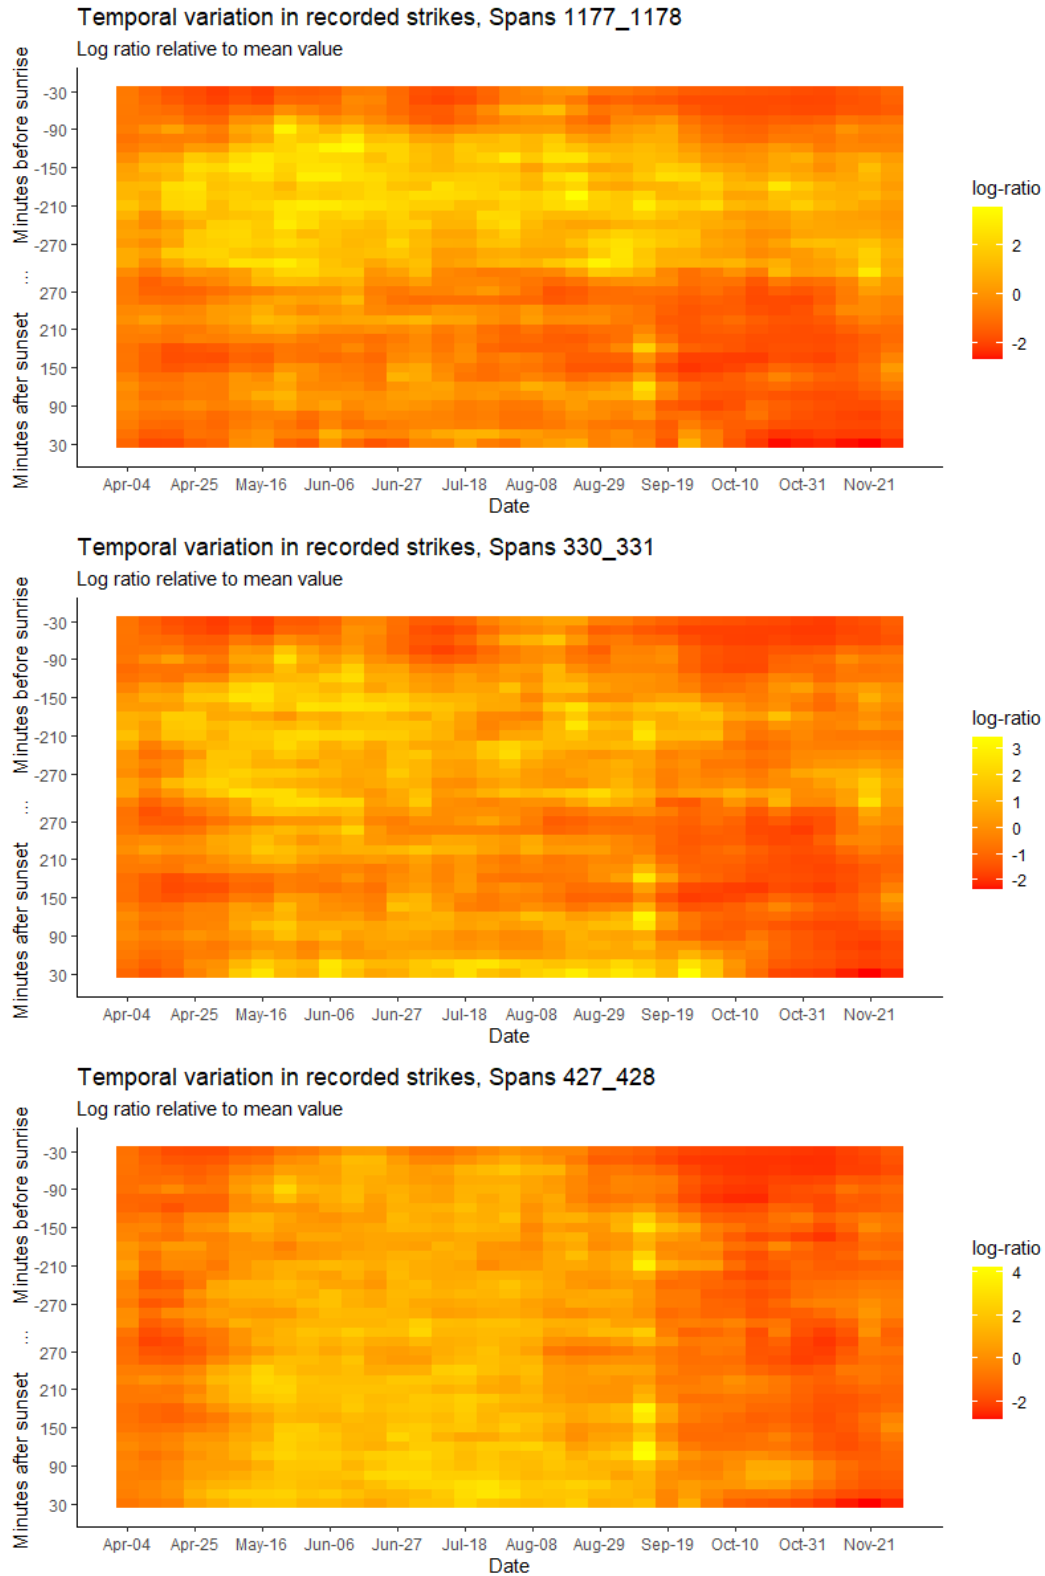 Temporal variation in recorded strikes, Spans 1177_1178
Log ratio relative to mean value
Minutes after sunset ... Minutes before sunrise
-30
-90
-150
-210
-270
270
210
150
90
30
Apr-04 Apr-25 May-16 Jun-06 Jun-27 Jul-18 Aug-08 Aug-29 Sep-19 Oct-10 Oct-31 Nov-21
Date
log-ratio
2
0
-2
Temporal variation in recorded strikes, Spans 330_331
Log ratio relative to mean value
Minutes after sunset ... Minutes before sunrise
-30
-90
-150
-210
-270
270
210
150
90
30
Apr-04 Apr-25 May-16 Jun-06 Jun-27 Jul-18 Aug-08 Aug-29 Sep-19 Oct-10 Oct-31 Nov-21
Date
log-ratio
3
2
1
0
-1
-2
Temporal variation in recorded strikes, Spans 427_428
Log ratio relative to mean value
Minutes after sunset ... Minutes before sunrise
-30
-90
-150
-210
-270
270
210
150
90
30
Apr-04 Apr-25 May-16 Jun-06 Jun-27 Jul-18 Aug-08 Aug-29 Sep-19 Oct-10 Oct-31 Nov-21
Date
log-ratio
4
2
0
-2